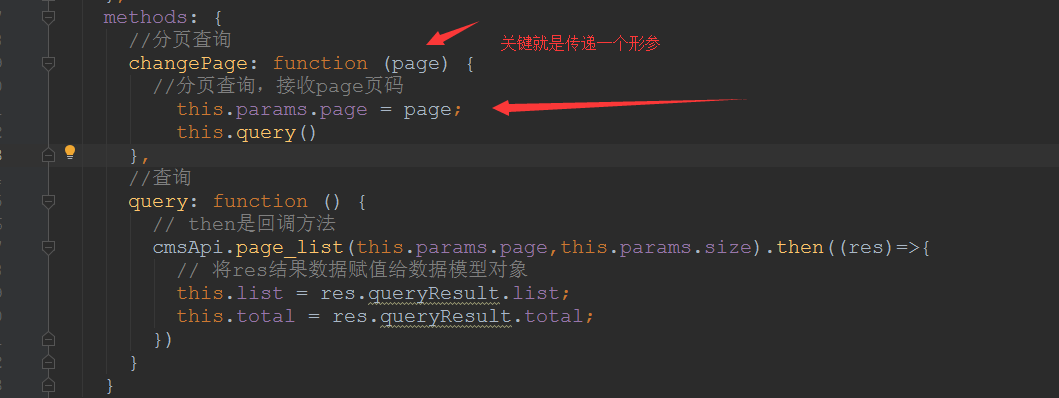 methods: {
//分页查询
关键就是传递一个形参
changePage: function (page) {
//分页查询，接收page页码
this.params.page = page;
this.query()
},
//查询
query: function () {
// then是回调方法
cmsApi.page_list(this.params.page,this.params.size).then((res)=>{
// 将res结果数据赋值给数据模型对象
this.list = res.queryResult.list;
this.total = res.queryResult.total;
})
}
}